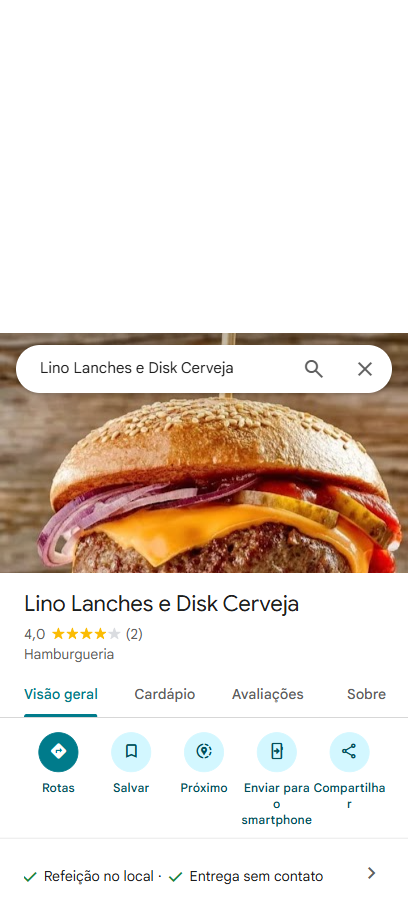 Lino Lanches e Disk Cerveja
Lino Lanches e Disk Cerveja
4,0 (2)
Hamburgueria
Visão geral Cardápio Avaliações Sobre
Rotas Salvar Próximo Enviar para o smartphone Compartilhar
Refeição no local · Entrega sem contato